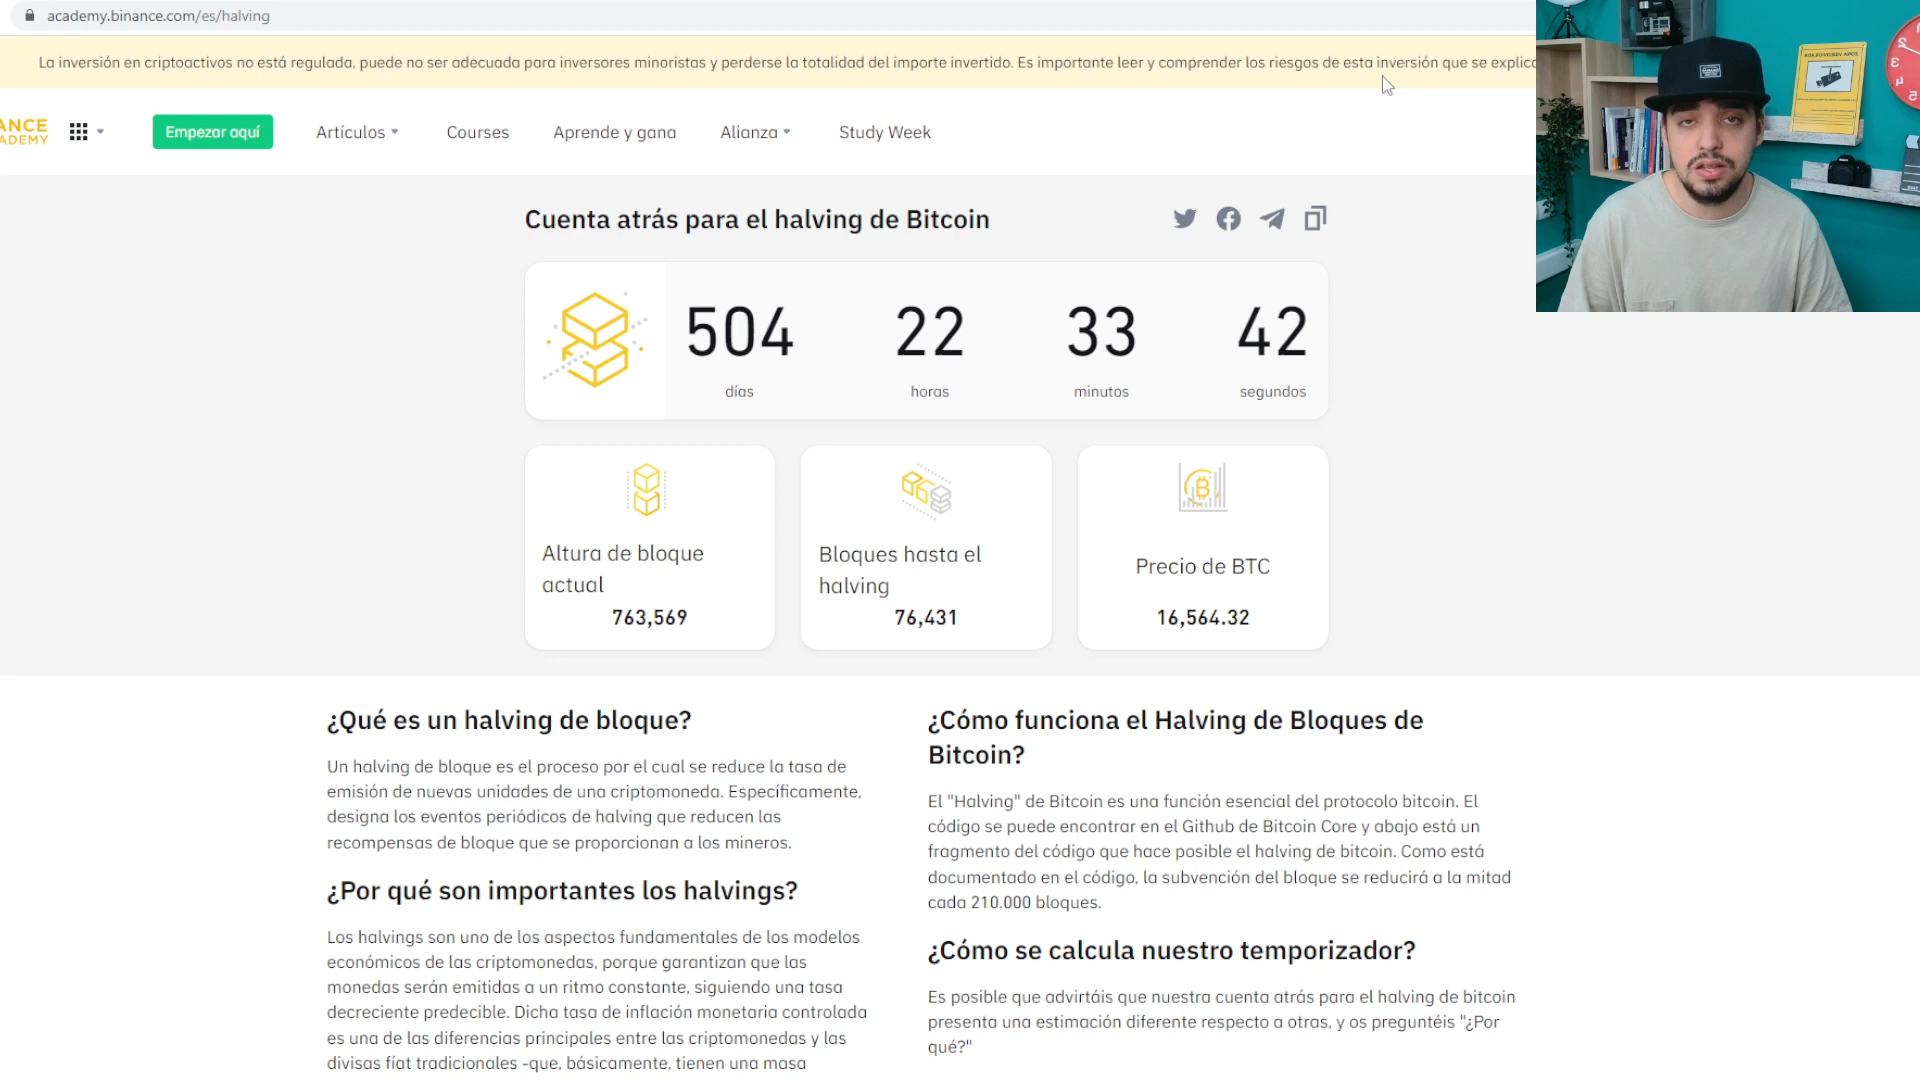 academy.binance.com/es/halving
La inversión en criptoactivos no está regulada, puede no ser adecuada para inversores minoristas y perderse la totalidad del importe invertido. Es importante leer y comprender los riesgos de esta inversión que se explic
ANCE
ADEMY
Empezar aquí
Artículos
Courses
Aprende y gana
Alianza
Study Week
Cuenta atrás para el halving de Bitcoin
504 22 33 42
días horas minutos segundos
Altura de bloque
actual
763,569
Bloques hasta el
halving
76,431
Precio de BTC
16,564.32
¿Qué es un halving de bloque?
Un halving de bloque es el proceso por el cual se reduce la tasa de
emisión de nuevas unidades de una criptomoneda. Específicamente,
designa los eventos periódicos de halving que reducen las
recompensas de bloque que se proporcionan a los mineros.
¿Por qué son importantes los halvings?
Los halvings son uno de los aspectos fundamentales de los modelos
económicos de las criptomonedas, porque garantizan que las
monedas serán emitidas a un ritmo constante, siguiendo una tasa
decreciente predecible. Dicha tasa de inflación monetaria controlada
es una de las diferencias principales entre las criptomonedas y las
divisas fíat tradicionales -que, básicamente, tienen una masa
¿Cómo funciona el Halving de Bloques de
Bitcoin?
El "Halving" de Bitcoin es una función esencial del protocolo bitcoin. El
código se puede encontrar en el Github de Bitcoin Core y abajo está un
fragmento del código que hace posible el halving de bitcoin. Como está
documentado en el código, la subvención del bloque se reducirá a la mitad
cada 210.000 bloques.
¿Cómo se calcula nuestro temporizador?
Es posible que advirtáis que nuestra cuenta atrás para el halving de bitcoin
presenta una estimación diferente respecto a otras, y os preguntéis "¿Por
qué?"